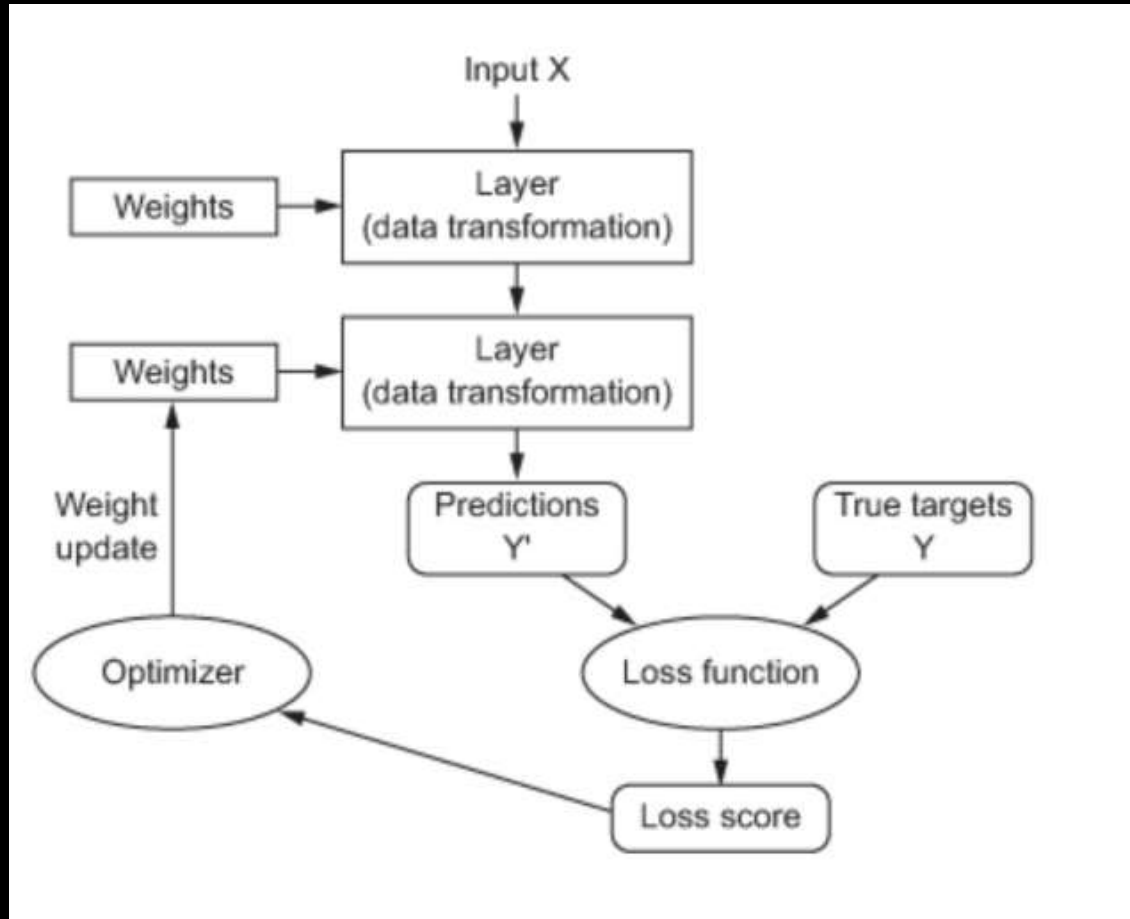 Input X
Weights
Layer
(data transformation)
Weights
Layer
(data transformation)
Weight
update
Predictions
Y'
True targets
Y
Optimizer
Loss function
Loss score